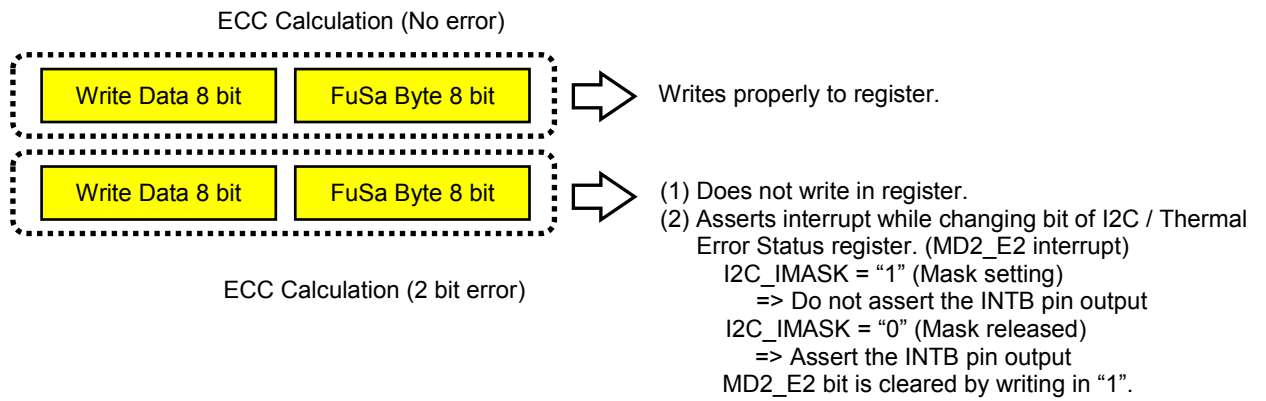 ECC Calculation (No error)
Write Data 8 bit
FuSa Byte 8 bit
Writes properly to register.
Write Data 8 bit
FuSa Byte 8 bit
(1) Does not write in register.
(2) Asserts interrupt while changing bit of I2C / Thermal
Error Status register. (MD2_E2 interrupt)
I2C_IMASK = “1” (Mask setting)
=> Do not assert the INTB pin output
I2C_IMASK = “0” (Mask released)
=> Assert the INTB pin output
MD2_E2 bit is cleared by writing in “1”.
ECC Calculation (2 bit error)